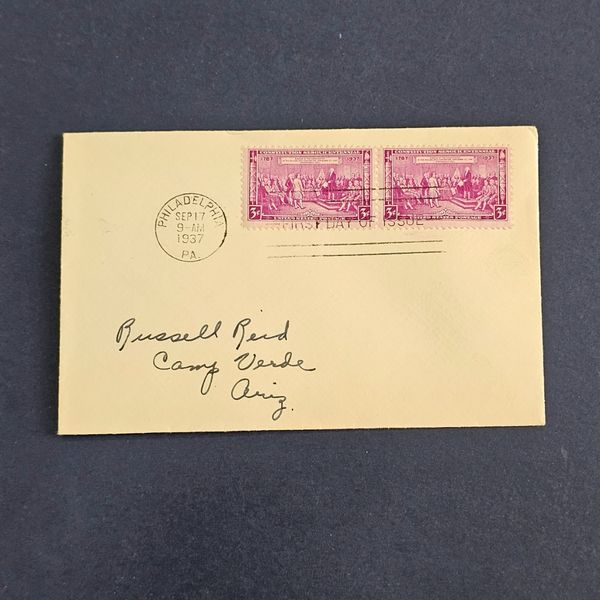 CONSTITUTION SESQUICENTENNIAL CONSTITUTION SESQUICENTENNIAL
1787 1937 1787 1937
3¢ UNITED STATES POSTAGE 3¢ 3¢ UNITED STATES POSTAGE 3¢
PHILADELPHIA
SEP 17
9-AM
1937
PA.
FIRST DAY OF ISSUE
Russell Reid
Camp Verde
Ariz.